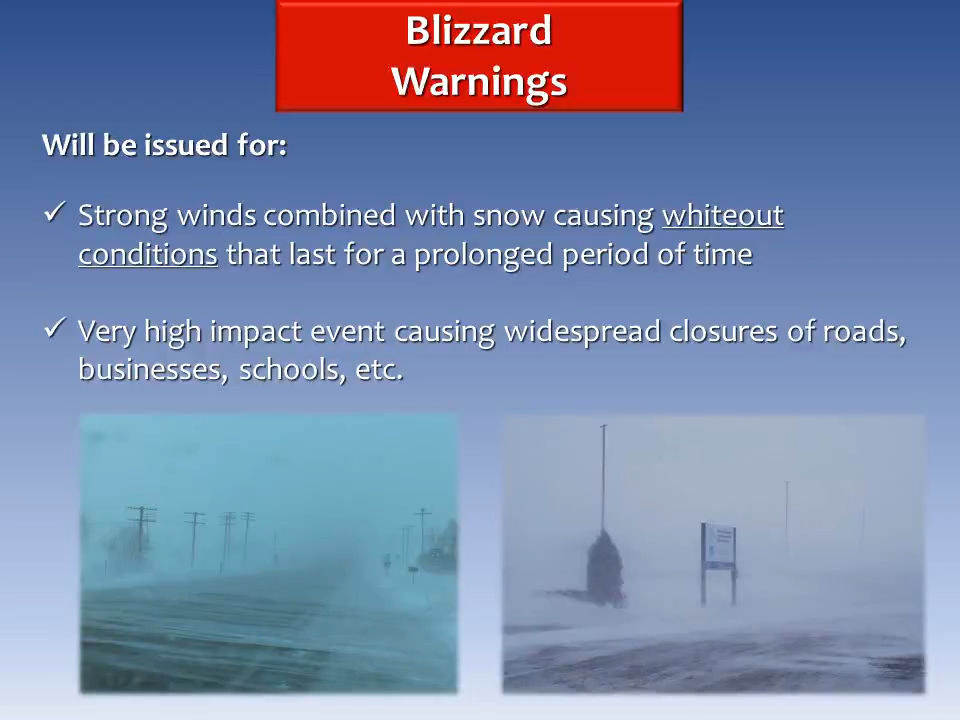 Blizzard
Warnings
Will be issued for:
✓ Strong winds combined with snow causing whiteout
conditions that last for a prolonged period of time
✓ Very high impact event causing widespread closures of roads,
businesses, schools, etc.